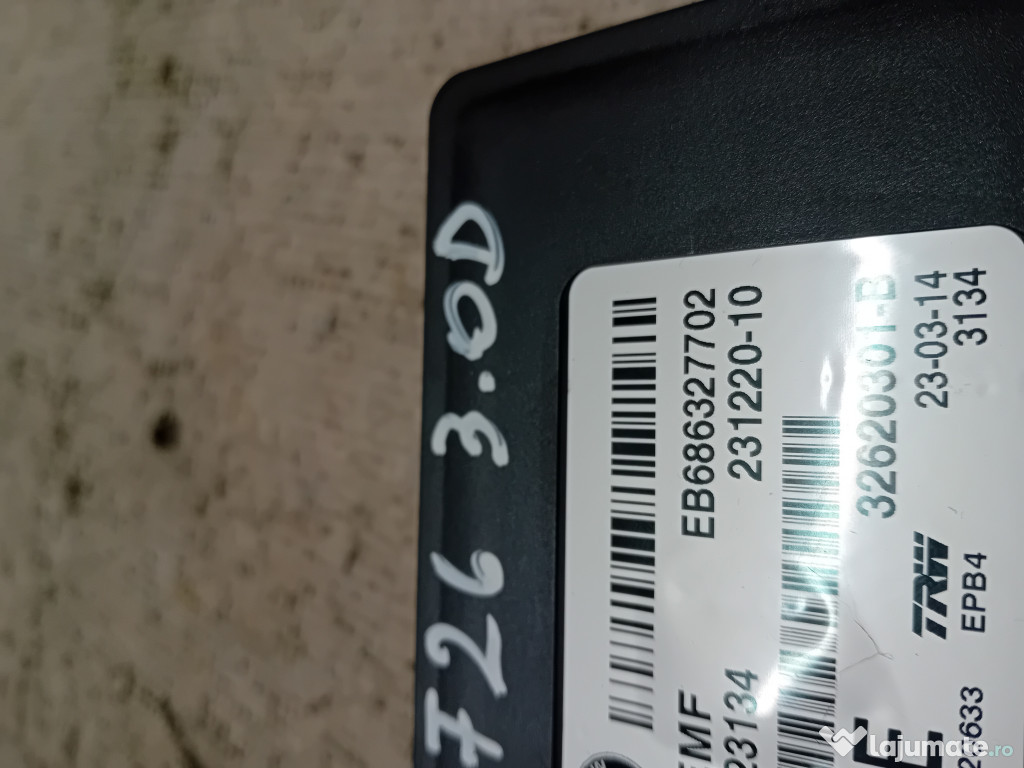 F26 3.0D
EB686327702
231220-10
EMF
23134
32620301-B
23-03-14
3134
TRW
EPB4
lajumate.ro